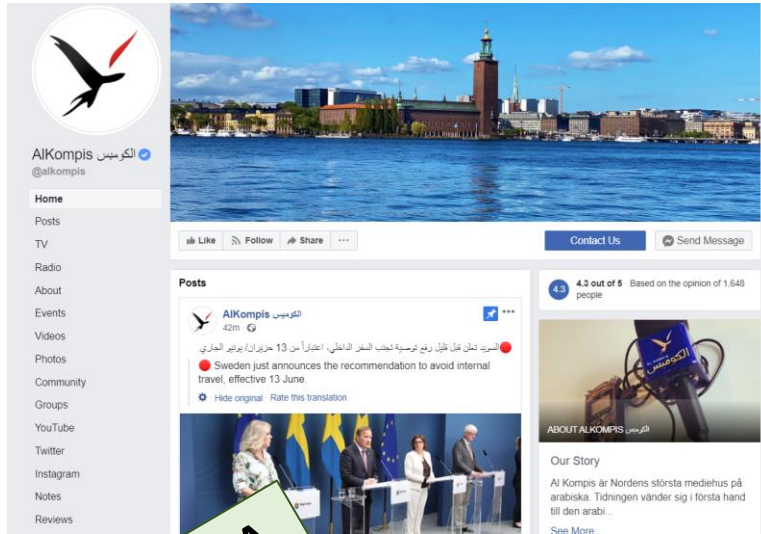 AlKompis الكومبس
@alkompis
Home
Posts
TV
Radio
About
Events
Videos
Photos
Community
Groups
YouTube
Twitter
Instagram
Notes
Reviews
Like Follow Share ...
Contact Us
Send Message
Posts
AlKompis الكومبس
42m
السويد تعلن قبل قليل رفع توصية تجنب السفر الداخلي، اعتباراً من 13 حزيران/ يونيو الجاري.
Sweden just announces the recommendation to avoid internal
travel, effective 13 June.
Hide original · Rate this translation
4.3
4.3 out of 5 · Based on the opinion of 1,648
people
الكومبس
ABOUT ALKOMPIS الكومبس
Our Story
Al Kompis är Nordens största mediehus på
arabiska. Tidningen vänder sig i första hand
till den arabi...
See More